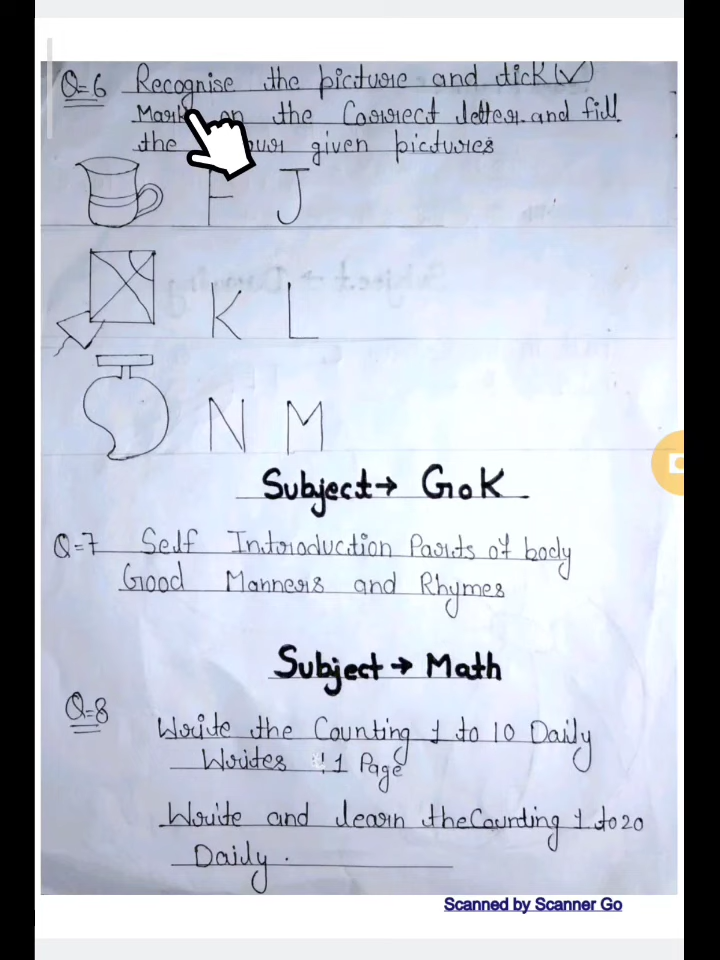 Q=6 Recognise the picture and tick (✓)
Mark on the Correct letter and fill
the given pictures
F J
K L
N M
Subject → G.K
Q=7 Self Introduction Parts of body
Good Manners and Rhymes
Subject → Math
Q=8
Write the Counting 1 to 10 Daily
Writes 1 Page
Write and learn the Counting 1 to 20
Daily.
Scanned by Scanner Go